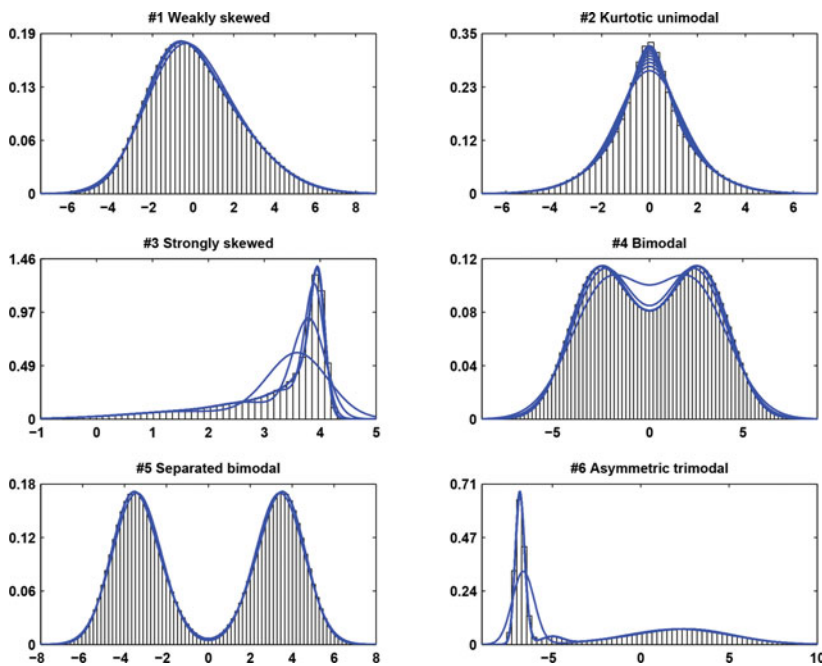 #1 Weakly skewed
0.19
0.13
0.06
0
−6 −4 −2 0 2 4 6 8
#2 Kurtotic unimodal
0.35
0.23
0.12
0
−6 −4 −2 0 2 4 6
#3 Strongly skewed
1.46
0.97
0.49
0
−1 0 1 2 3 4 5
#4 Bimodal
0.12
0.08
0.04
0
−5 0 5
#5 Separated bimodal
0.18
0.12
0.06
0
−8 −6 −4 −2 0 2 4 6 8
#6 Asymmetric trimodal
0.71
0.47
0.24
0
−5 0 5 10